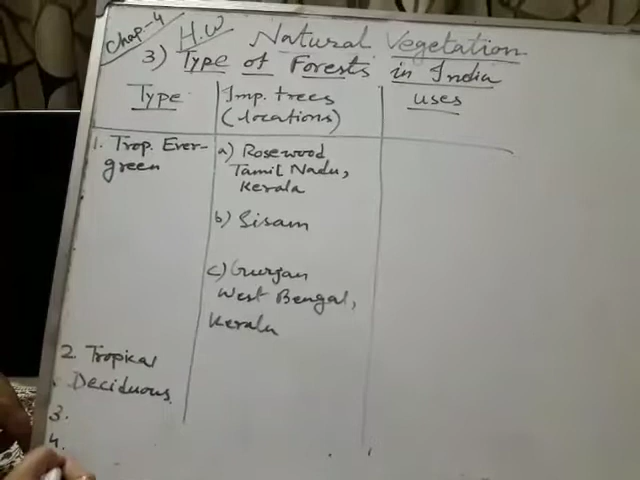 Chap-4
H.W
Natural Vegetation
3) Type of Forests in India
Type
Imp. trees
(locations)
uses
1. Trop. Ever-
green
a) Rosewood
Tamil Nadu,
Kerala
b) Sisam
c) Gurjan
West Bengal,
Kerala
2. Tropical
Deciduous
3.
4.